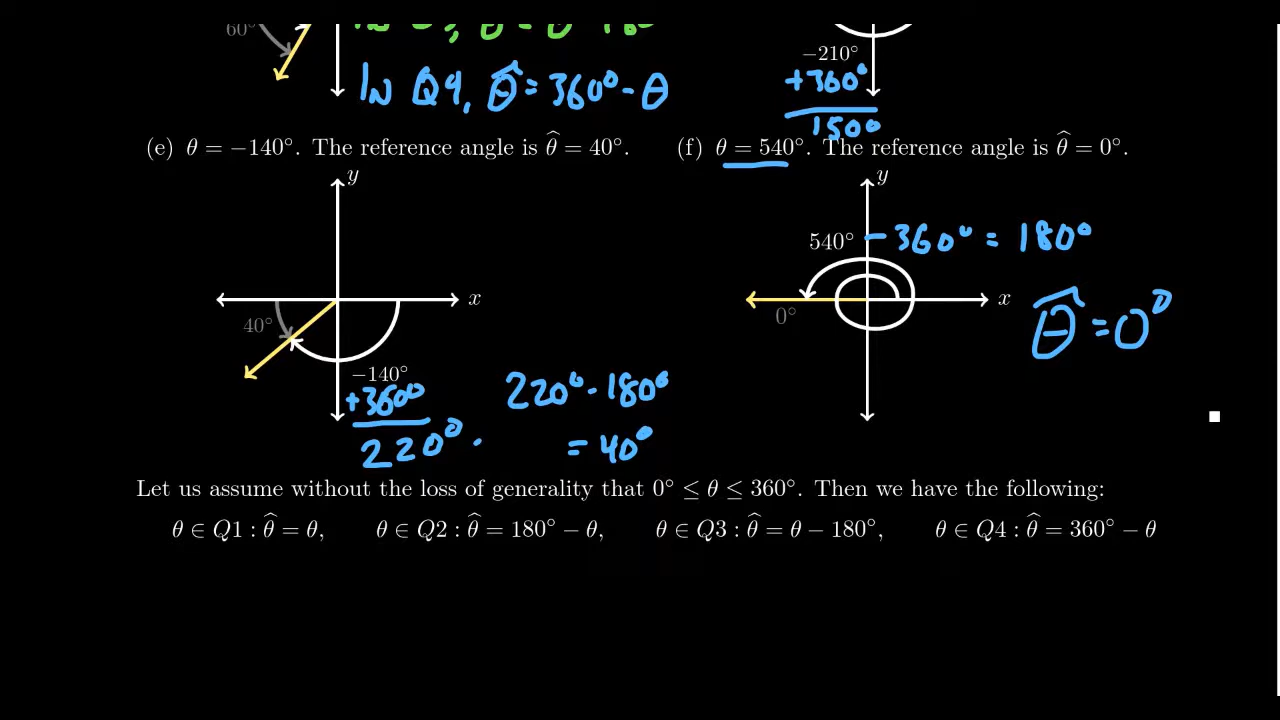 60°
−210°
+360°
150°
In Q4, θ̂ = 360° - θ
(e) θ = −140°. The reference angle is θ̂ = 40°.
(f) θ = 540°. The reference angle is θ̂ = 0°.
y
x
40°
−140°
+360°
220°.
220° - 180°
= 40°
y
540° - 360° = 180°
x
0°
θ̂ = 0°
Let us assume without the loss of generality that 0° ≤ θ ≤ 360°. Then we have the following:
θ ∈ Q1 : θ̂ = θ, θ ∈ Q2 : θ̂ = 180° − θ, θ ∈ Q3 : θ̂ = θ − 180°, θ ∈ Q4 : θ̂ = 360° − θ